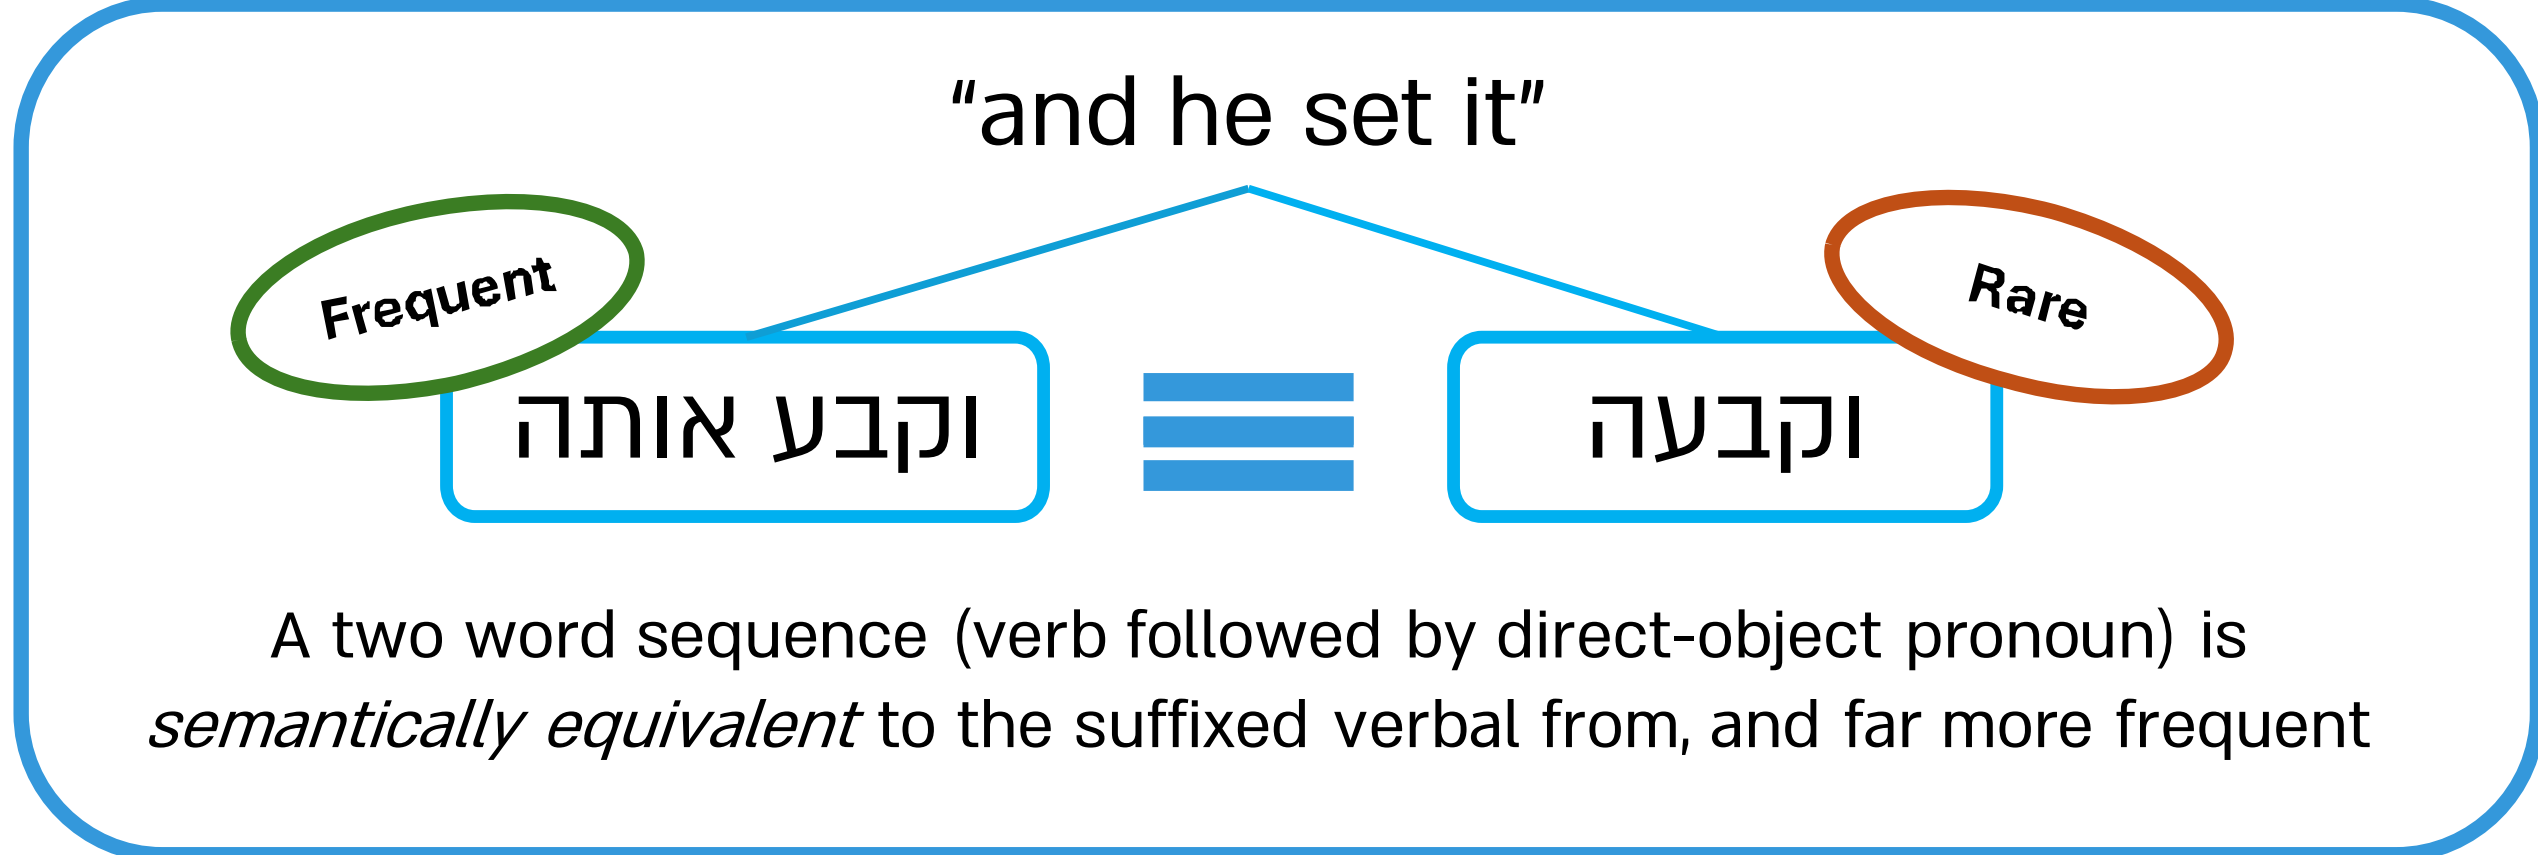 “and he set it”
Frequent
Rare
וקבע אותה
וקבעה
A two word sequence (verb followed by direct-object pronoun) is
semantically equivalent to the suffixed verbal from, and far more frequent